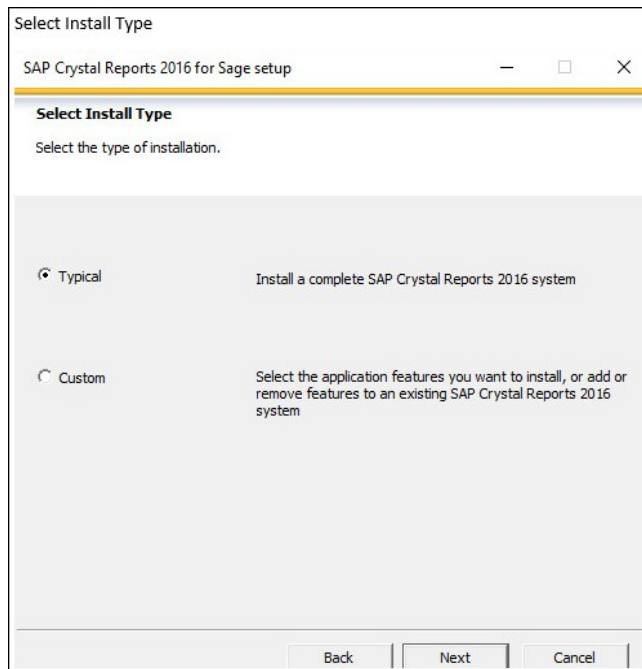 Select Install Type
SAP Crystal Reports 2016 for Sage setup
Select Install Type
Select the type of installation.
Typical
Install a complete SAP Crystal Reports 2016 system
Custom
Select the application features you want to install, or add or
remove features to an existing SAP Crystal Reports 2016
system
Back Next Cancel